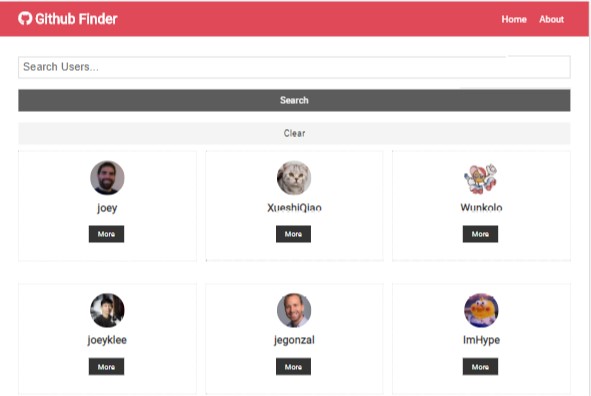 Github Finder Home About
Search Users...
Search
Clear
joey XueshiQiao Wunkolo
More More More
joeyklee jegonzal ImHype
More More More